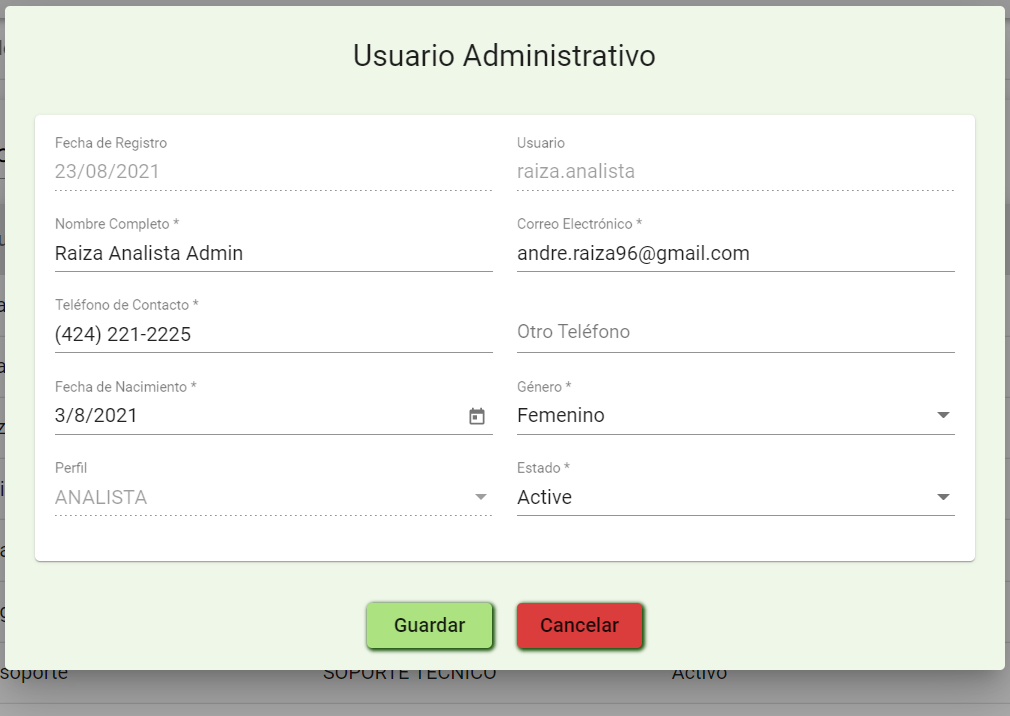 Usuario Administrativo
Fecha de Registro
23/08/2021
Usuario
raiza.analista
Nombre Completo *
Raiza Analista Admin
Correo Electrónico *
andre.raiza96@gmail.com
Teléfono de Contacto *
(424) 221-2225
Otro Teléfono
Fecha de Nacimiento *
3/8/2021
Género *
Femenino
Perfil
ANALISTA
Estado *
Active
Guardar
Cancelar
soporte
SOPORTE TECNICO
Activo